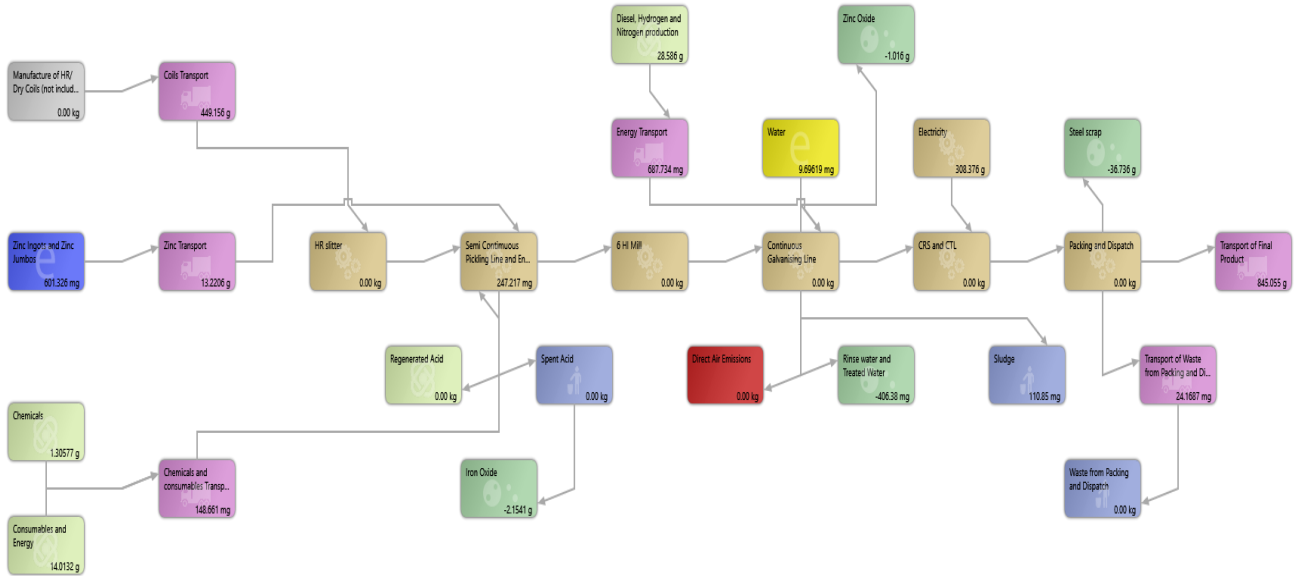 Diesel, Hydrogen and
Nitrogen production
28.586 g
Zinc Oxide
-1.016 g
Manufacture of HR/
Dry Coils (not includ...
0.00 kg
Coils Transport
449.156 g
Energy Transport
687.734 mg
Water
9.69619 mg
Electricity
308.376 g
Steel scrap
-36.736 g
Zinc Ingots and Zinc
Jumbos
601.326 mg
Zinc Transport
13.2206 g
HR slitter
0.00 kg
Semi Continuous
Pickling Line and En...
247.217 mg
6 HI Mill
0.00 kg
Continuous
Galvanising Line
0.00 kg
CRS and CTL
0.00 kg
Packing and Dispatch
0.00 kg
Transport of Final
Product
845.055 g
Regenerated Acid
0.00 kg
Spent Acid
0.00 kg
Direct Air Emissions
0.00 kg
Rinse water and
Treated Water
-406.38 mg
Sludge
110.85 mg
Transport of Waste
from Packing and Di...
24.1687 mg
Chemicals
1.30577 g
Chemicals and
consumables Transp...
148.661 mg
Iron Oxide
-2.1541 g
Waste from Packing
and Dispatch
0.00 kg
Consumables and
Energy
14.0132 g